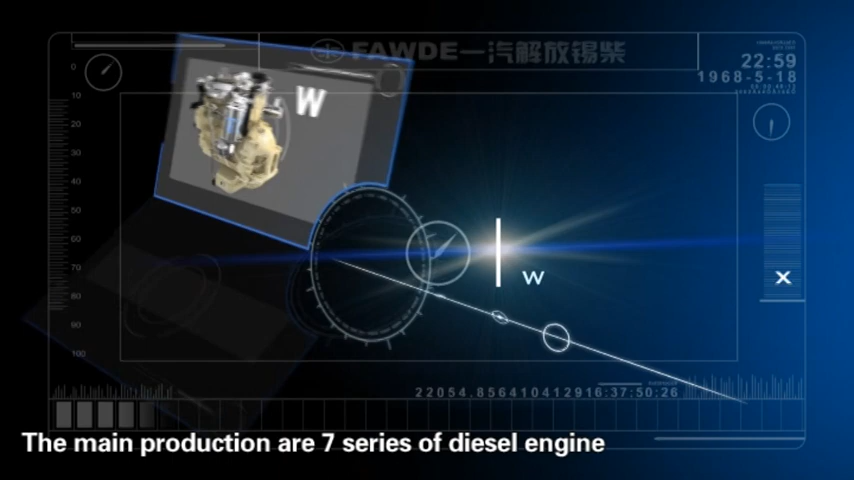 FAWDE一汽解放锡柴
22:59
1968-5-18
W
0
10
20
30
40
50
60
70
80
90
100
W
X
22054.856410412916:37:50:26
The main production are 7 series of diesel engine